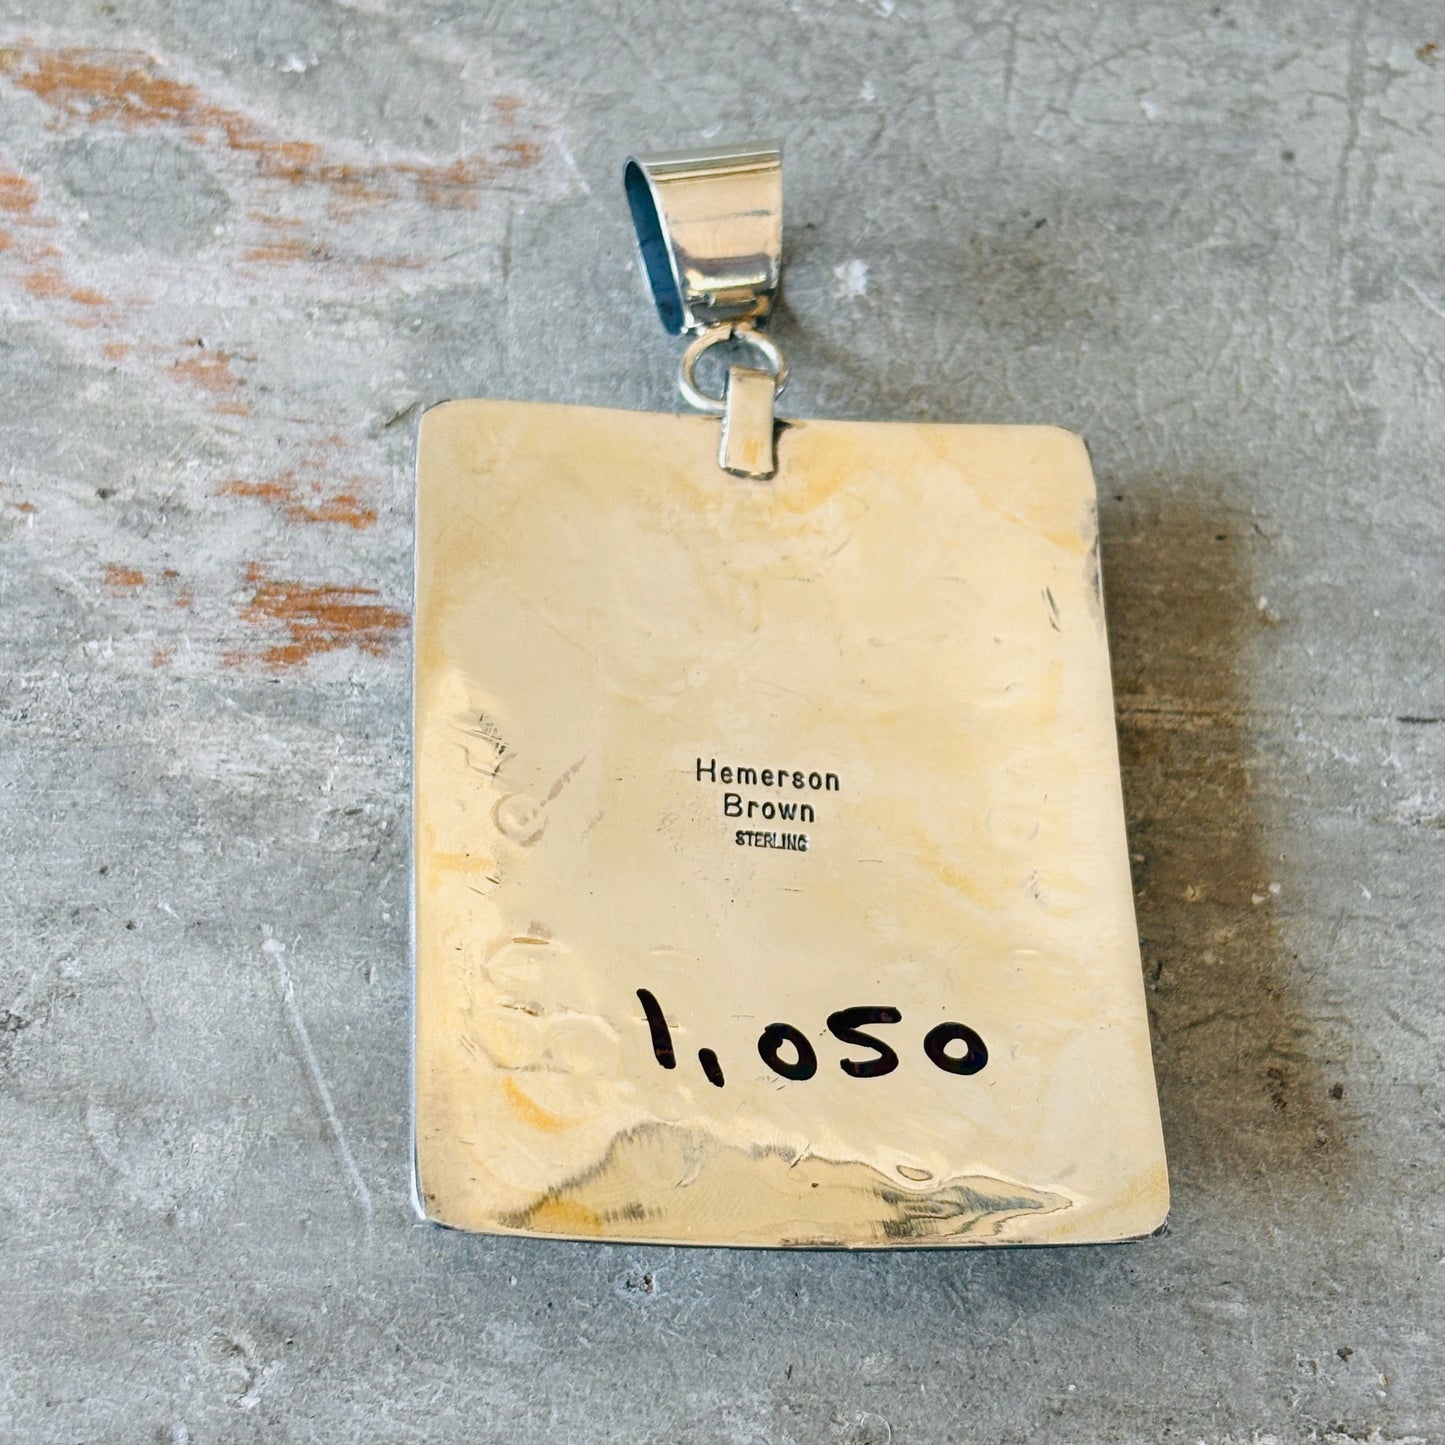 Hemerson
Brown
STERLING
1,050